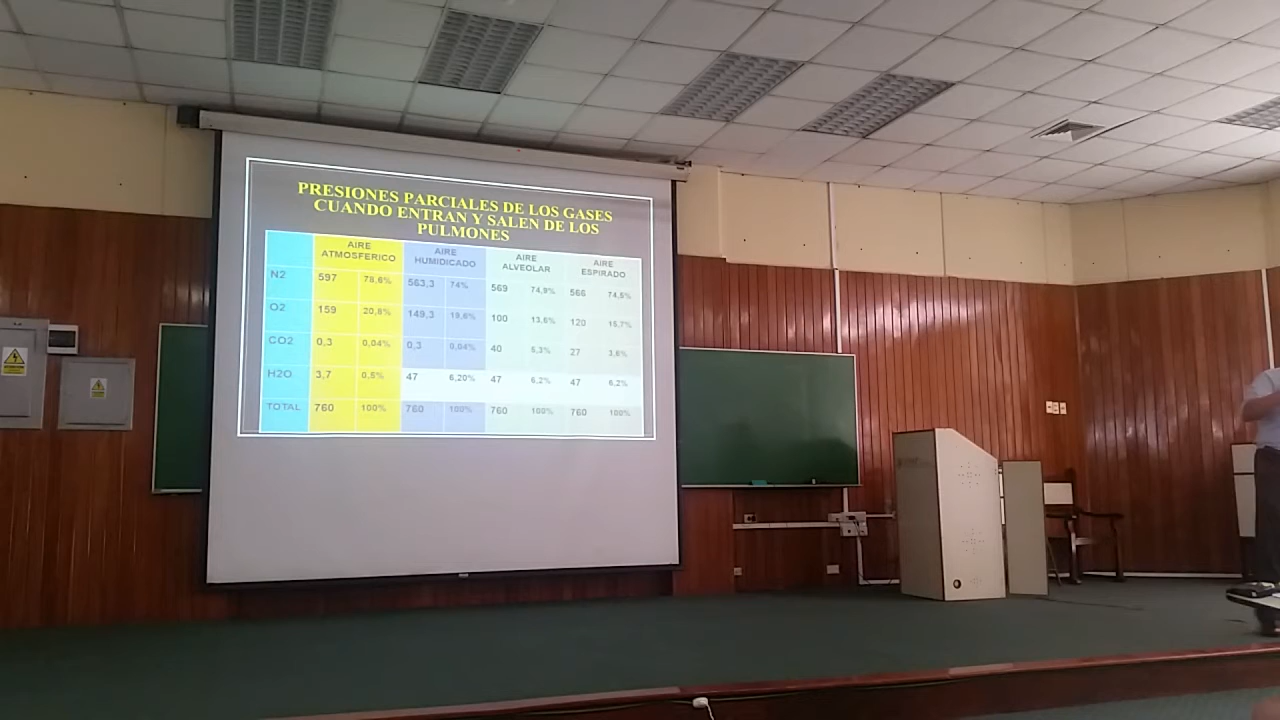 PRESIONES PARCIALES DE LOS GASES
CUANDO ENTRAN Y SALEN DE LOS
PULMONES
AIRE ATMOSFERICO AIRE HUMIDICADO AIRE ALVEOLAR AIRE ESPIRADO
N2 597 78,6% 563,3 74% 569 74,9% 566 74,5%
O2 159 20,8% 149,3 19,6% 100 13,6% 120 15,7%
CO2 0,3 0,04% 0,3 0,04% 40 5,3% 27 3,6%
H2O 3,7 0,5% 47 6,20% 47 6,2% 47 6,2%
TOTAL 760 100% 760 100% 760 100% 760 100%